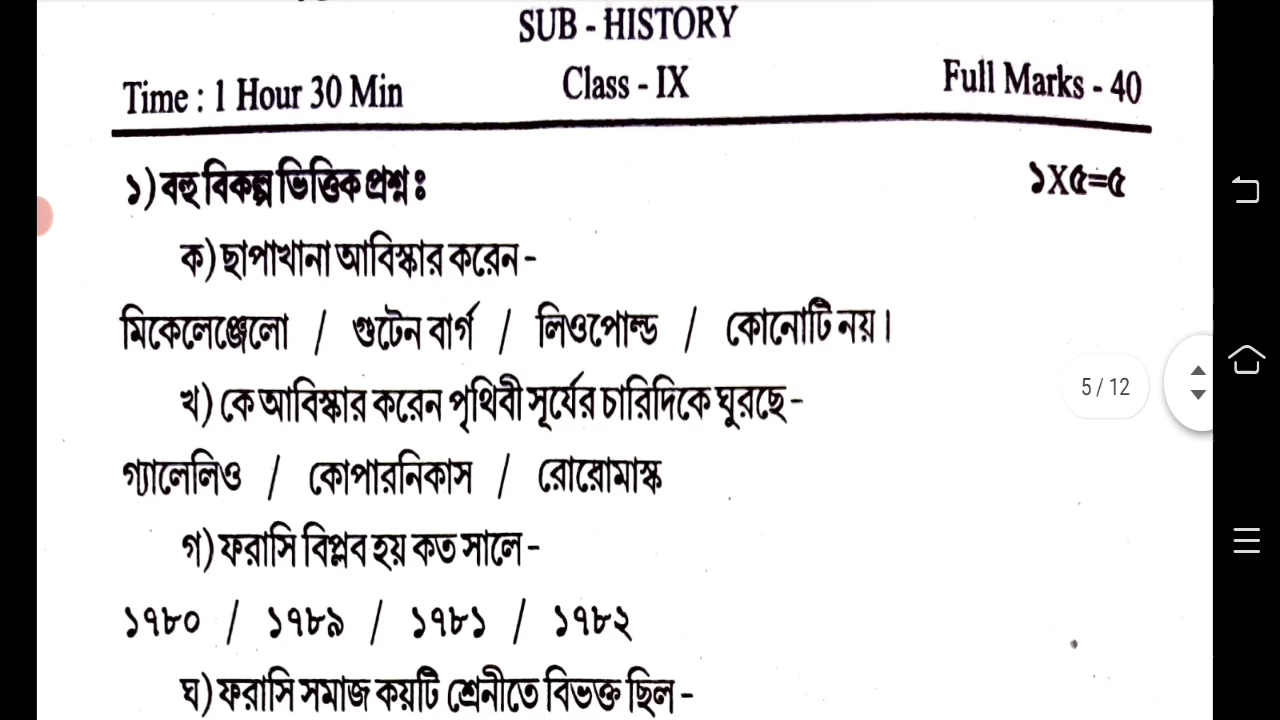 SUB - HISTORY
Time : 1 Hour 30 Min Class - IX Full Marks - 40
১) বহু বিকল্প ভিত্তিক প্রশ্ন ঃ ১X৫=৫
ক) ছাপাখানা আবিস্কার করেন -
মিকেলেঞ্জেলো / গুটেন বার্গ / লিওপোল্ড / কোনোটি নয়।
খ) কে আবিস্কার করেন পৃথিবী সূর্যের চারিদিকে ঘুরছে -
গ্যালেলিও / কোপারনিকাস / রোরোমাস্ক
5 / 12
গ) ফরাসি বিপ্লব হয় কত সালে -
১৭৮০ / ১৭৮৯ / ১৭৮১ / ১৭৮২
ঘ) ফরাসি সমাজ কয়টি শ্রেনীতে বিভক্ত ছিল -